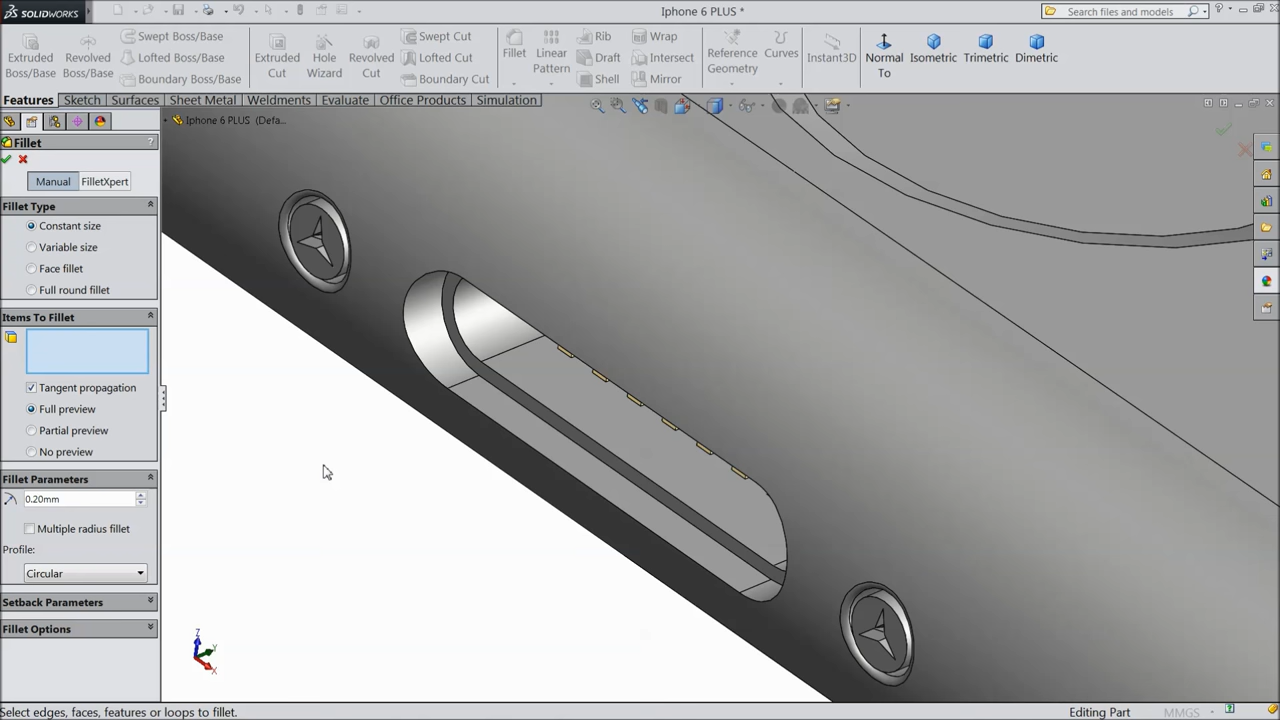 SOLIDWORKS
Iphone 6 PLUS *
Search files and models
Extruded Boss/Base
Revolved Boss/Base
Swept Boss/Base
Lofted Boss/Base
Boundary Boss/Base
Extruded Cut
Hole Wizard
Revolved Cut
Swept Cut
Lofted Cut
Boundary Cut
Fillet
Linear Pattern
Rib
Draft
Shell
Wrap
Intersect
Mirror
Reference Geometry
Curves
Instant3D
Normal To
Isometric
Trimetric
Dimetric
Features
Sketch
Surfaces
Sheet Metal
Weldments
Evaluate
Office Products
Simulation
Iphone 6 PLUS (Defa...
Fillet
?
Manual
FilletXpert
Fillet Type
Constant size
Variable size
Face fillet
Full round fillet
Items To Fillet
Tangent propagation
Full preview
Partial preview
No preview
Fillet Parameters
0.20mm
Multiple radius fillet
Profile:
Circular
Setback Parameters
Fillet Options
Z
Y
X
Select edges, faces, features or loops to fillet.
Editing Part
MMGS